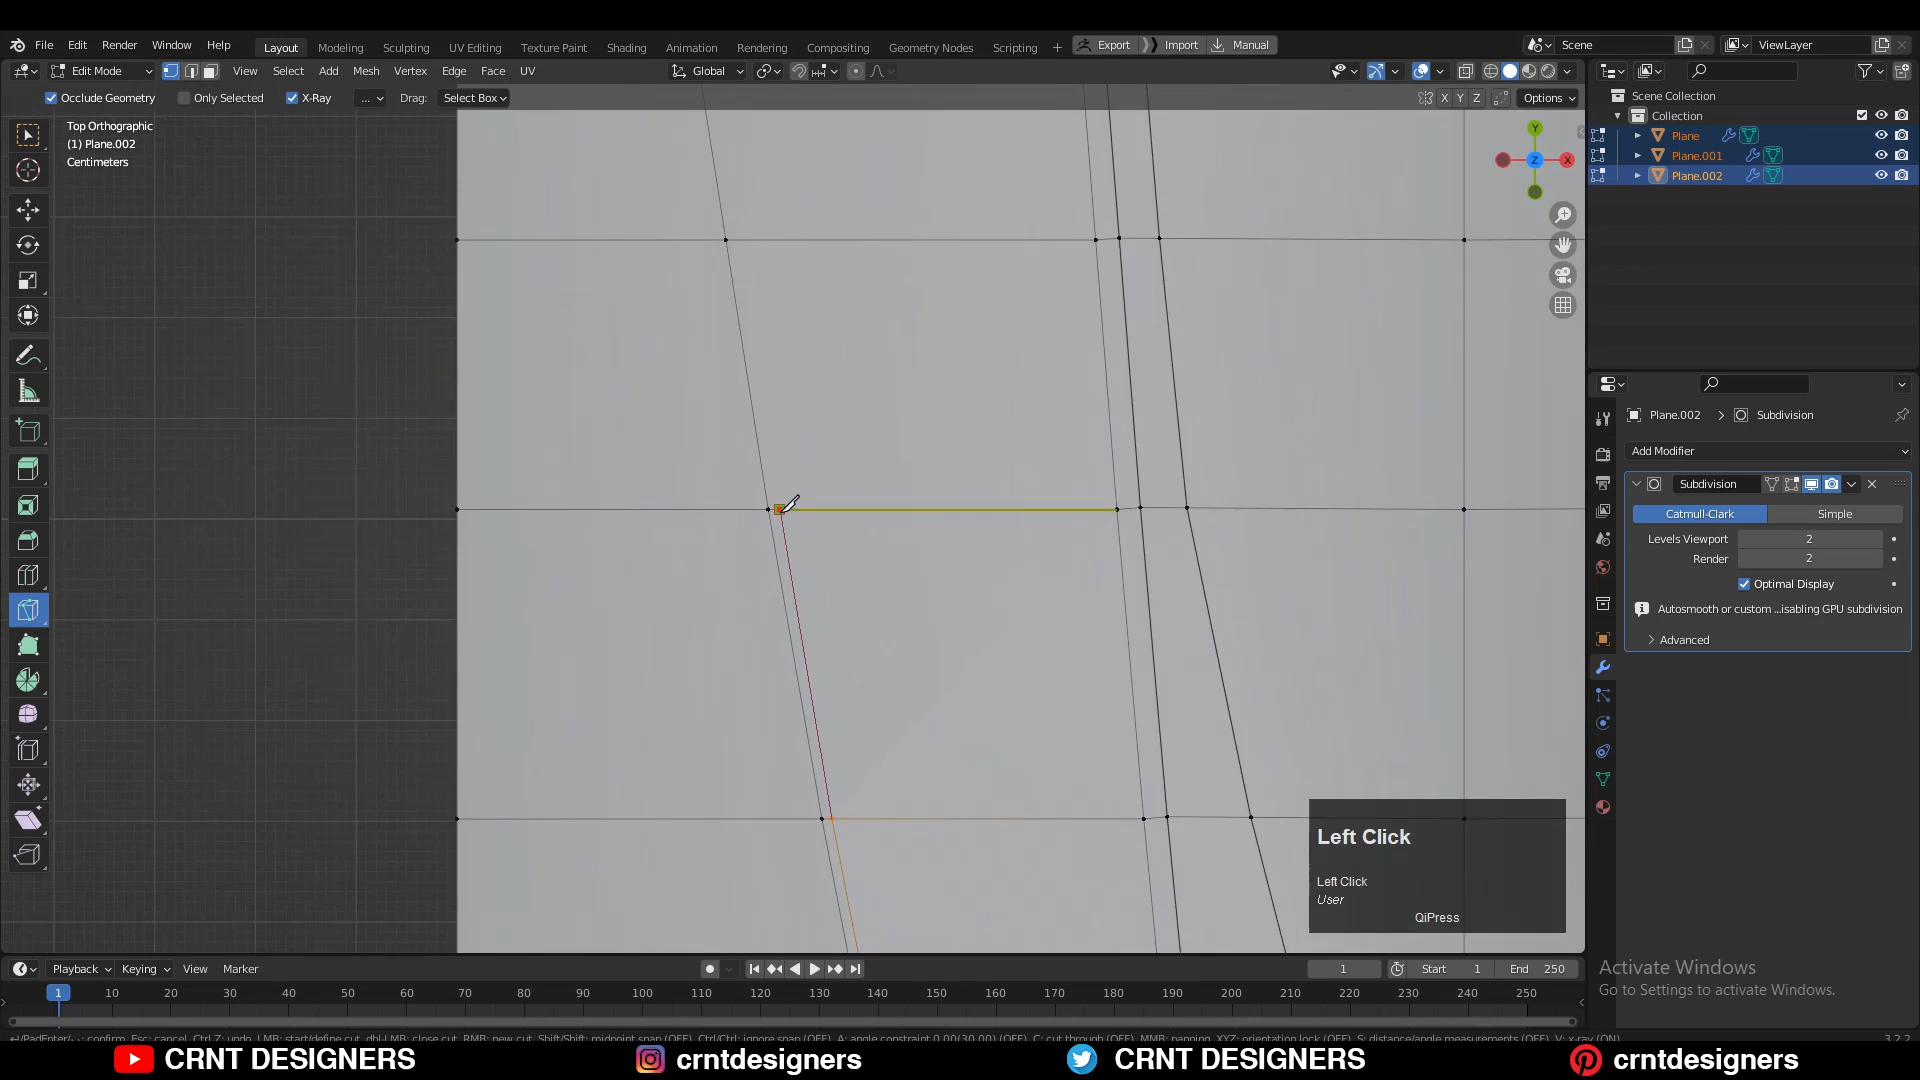 File Edit Render Window Help Layout Modeling Sculpting UV Editing Texture Paint Shading Animation Rendering Compositing Geometry Nodes Scripting + Export Import Manual Scene ViewLayer
Edit Mode View Select Add Mesh Vertex Edge Face UV Global
Occlude Geometry Only Selected X-Ray ... Drag: Select Box X Y Z Options
Top Orthographic
(1) Plane.002
Centimeters
Y
X
Z
Scene Collection
Collection
Plane
Plane.001
Plane.002
Plane.002 > Subdivision
Add Modifier
Subdivision
Catmull-Clark Simple
Levels Viewport 2
Render 2
Optimal Display
Autosmooth or custom ...isabling GPU subdivision
Advanced
Left Click
Left Click
User
QiPress
Activate Windows
Go to Settings to activate Windows.
Playback Keying View Marker 1 Start 1 End 250
1 10 20 30 40 50 60 70 80 90 100 110 120 130 140 150 160 170 180 190 200 210 220 230 240 250
CRNT DESIGNERS crntdesigners CRNT DESIGNERS crntdesigners